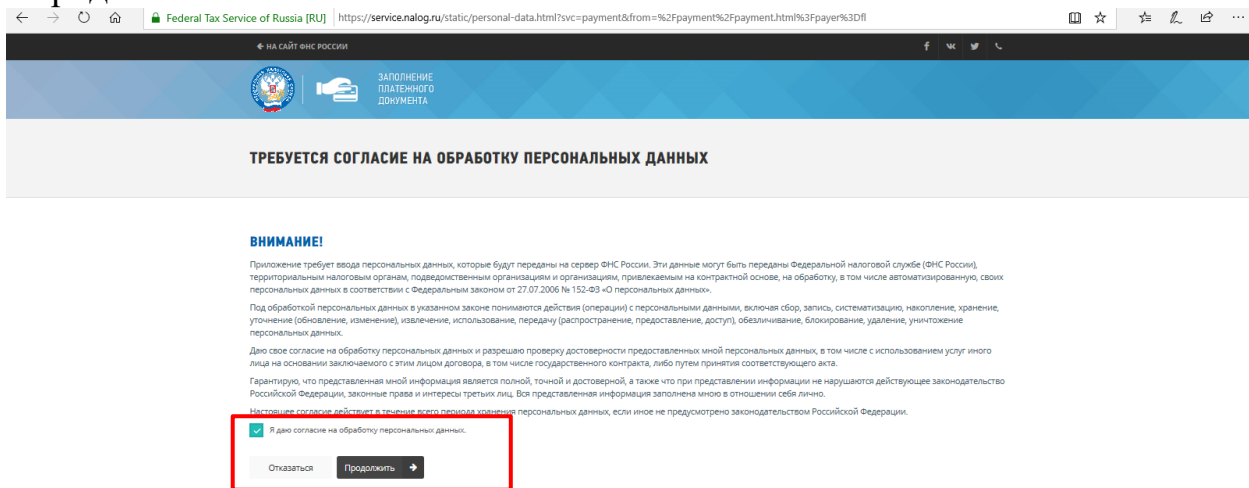 Federal Tax Service of Russia [RU] https://service.nalog.ru/static/personal-data.html?svc=payment&from=%2Fpayment%2Fpayment.html%3Fpayer%3Dfl
НА САЙТ ФНС РОССИИ
ЗАПОЛНЕНИЕ
ПЛАТЕЖНОГО
ДОКУМЕНТА
ТРЕБУЕТСЯ СОГЛАСИЕ НА ОБРАБОТКУ ПЕРСОНАЛЬНЫХ ДАННЫХ
ВНИМАНИЕ!
Приложение требует ввода персональных данных, которые будут переданы на сервер ФНС России. Эти данные могут быть переданы Федеральной налоговой службе (ФНС России),
территориальным налоговым органам, подведомственным организациям и организациям, привлекаемым на контрактной основе, на обработку, в том числе автоматизированную, своих
персональных данных в соответствии с Федеральным законом от 27.07.2006 № 152-ФЗ «О персональных данных».
Под обработкой персональных данных в указанном законе понимаются действия (операции) с персональными данными, включая сбор, запись, систематизацию, накопление, хранение,
уточнение (обновление, изменение), извлечение, использование, передачу (распространение, предоставление, доступ), обезличивание, блокирование, удаление, уничтожение
персональных данных.
Даю свое согласие на обработку персональных данных и разрешаю проверку достоверности предоставленных мной персональных данных, в том числе с использованием услуг иного
лица на основании заключаемого с этим лицом договора, в том числе государственного контракта, либо путем принятия соответствующего акта.
Гарантирую, что представленная мной информация является полной, точной и достоверной, а также что при представлении информации не нарушаются действующее законодательство
Российской Федерации, законные права и интересы третьих лиц. Вся представленная информация заполнена мною в отношении себя лично.
Настоящее согласие действует в течение всего периода хранения персональных данных, если иное не предусмотрено законодательством Российской Федерации.
Я даю согласие на обработку персональных данных.
Отказаться Продолжить